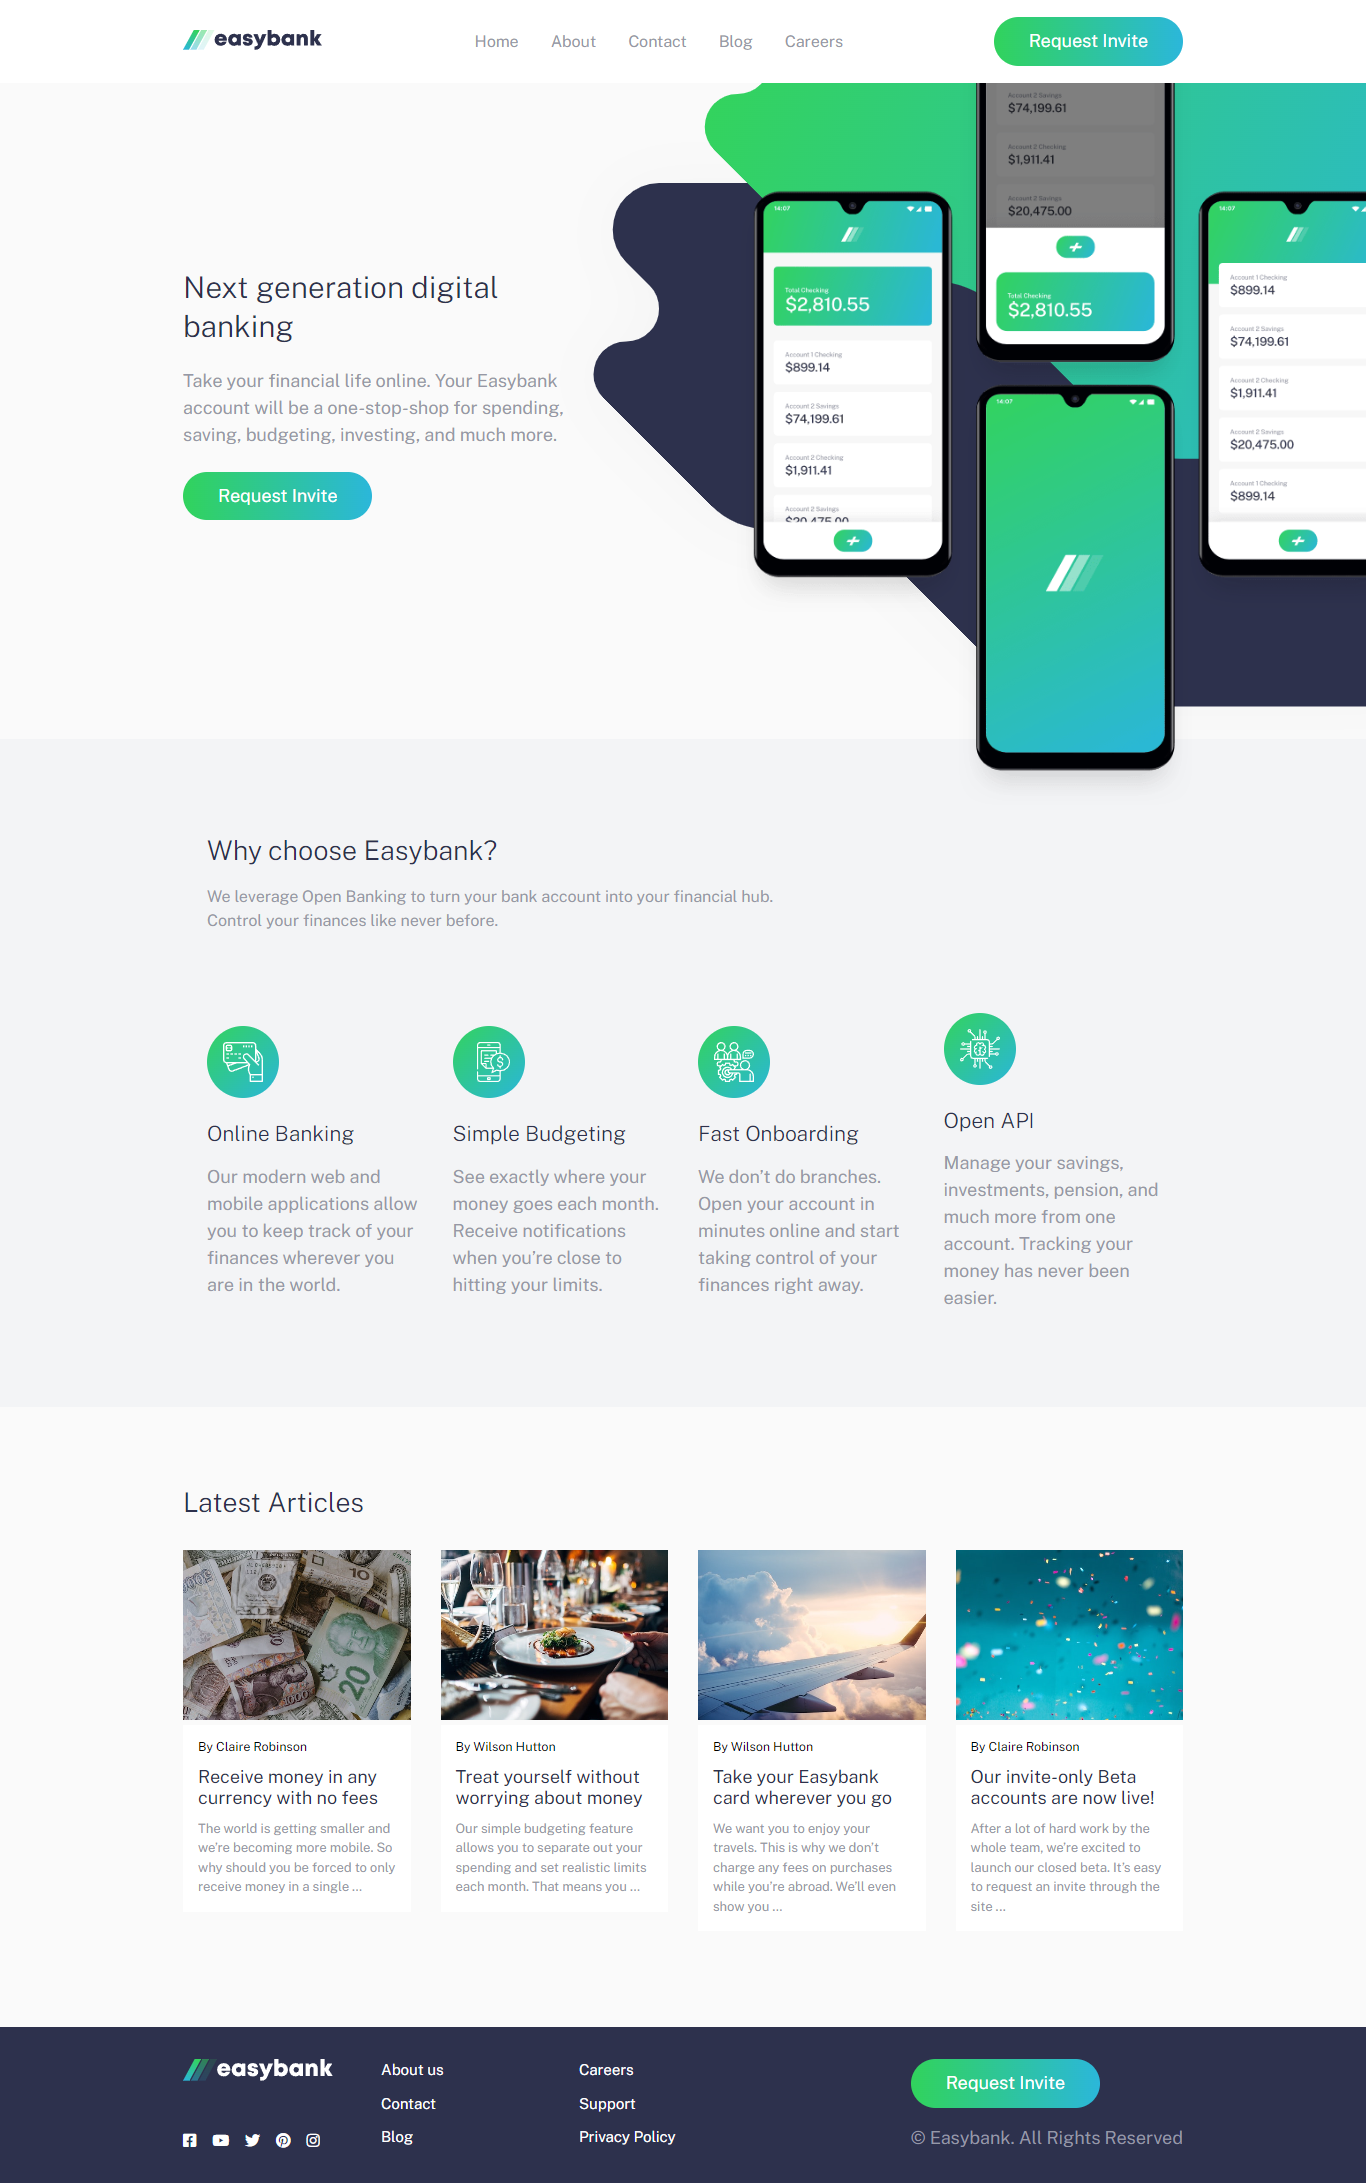 easybank
Home About Contact Blog Careers
Request Invite
Next generation digital
banking
Take your financial life online. Your Easybank
account will be a one-stop-shop for spending,
saving, budgeting, investing, and much more.
Request Invite
14:07
Total Checking
$2,810.55
Account 1 Checking
$899.14
Account 2 Savings
$74,199.61
Account 2 Checking
$1,911.41
Account 2 Savings
$20,475.00
Account 2 Savings
$74,199.61
Account 2 Checking
$1,911.41
Account 2 Savings
$20,475.00
Total Checking
$2,810.55
14:07
14:07
Account 1 Checking
$899.14
Account 2 Savings
$74,199.61
Account 2 Checking
$1,911.41
Account 2 Savings
$20,475.00
Account 1 Checking
$899.14
Why choose Easybank?
We leverage Open Banking to turn your bank account into your financial hub.
Control your finances like never before.
Online Banking
Our modern web and
mobile applications allow
you to keep track of your
finances wherever you
are in the world.
Simple Budgeting
See exactly where your
money goes each month.
Receive notifications
when you’re close to
hitting your limits.
Fast Onboarding
We don’t do branches.
Open your account in
minutes online and start
taking control of your
finances right away.
Open API
Manage your savings,
investments, pension, and
much more from one
account. Tracking your
money has never been
easier.
Latest Articles
By Claire Robinson
Receive money in any
currency with no fees
The world is getting smaller and
we’re becoming more mobile. So
why should you be forced to only
receive money in a single …
By Wilson Hutton
Treat yourself without
worrying about money
Our simple budgeting feature
allows you to separate out your
spending and set realistic limits
each month. That means you …
By Wilson Hutton
Take your Easybank
card wherever you go
We want you to enjoy your
travels. This is why we don’t
charge any fees on purchases
while you’re abroad. We’ll even
show you …
By Claire Robinson
Our invite-only Beta
accounts are now live!
After a lot of hard work by the
whole team, we’re excited to
launch our closed beta. It’s easy
to request an invite through the
site …
easybank
About us
Contact
Blog
Careers
Support
Privacy Policy
Request Invite
© Easybank. All Rights Reserved